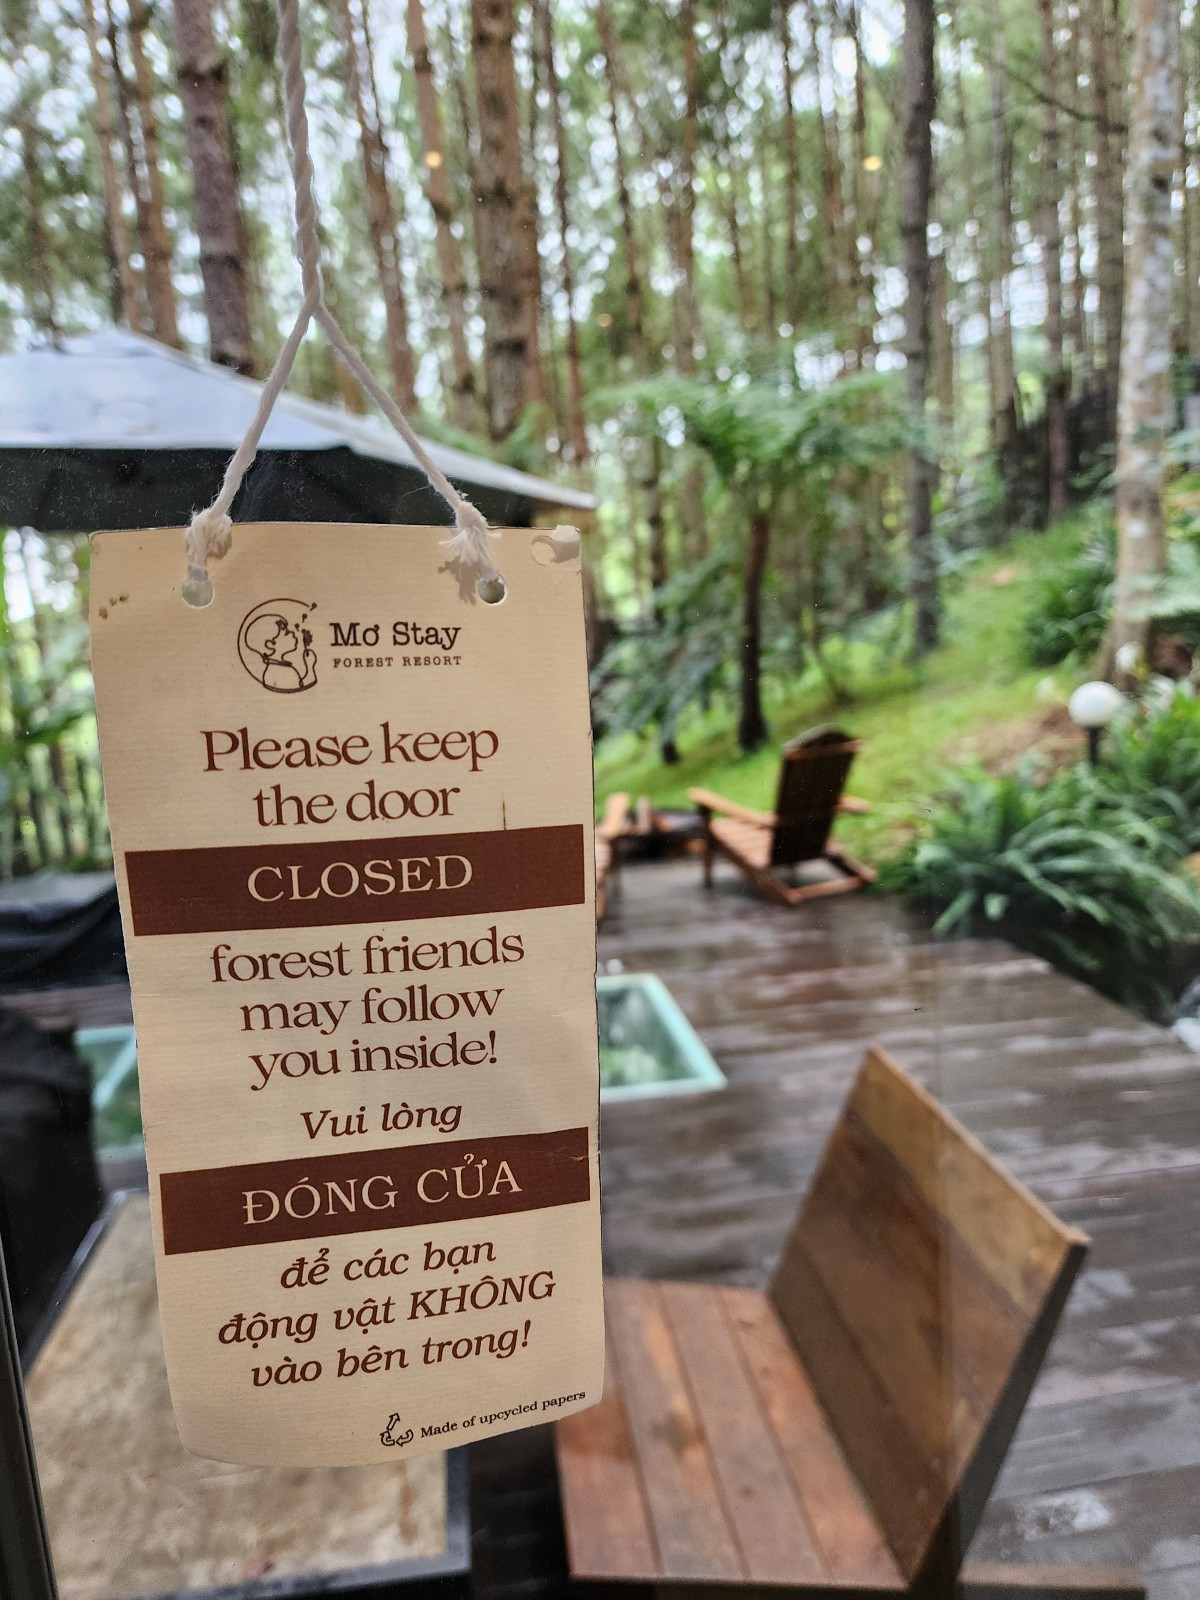 Mơ Stay
FOREST RESORT
Please keep
the door
CLOSED
forest friends
may follow
you inside!
Vui lòng
ĐÓNG CỬA
để các bạn
động vật KHÔNG
vào bên trong!
Made of upcycled papers